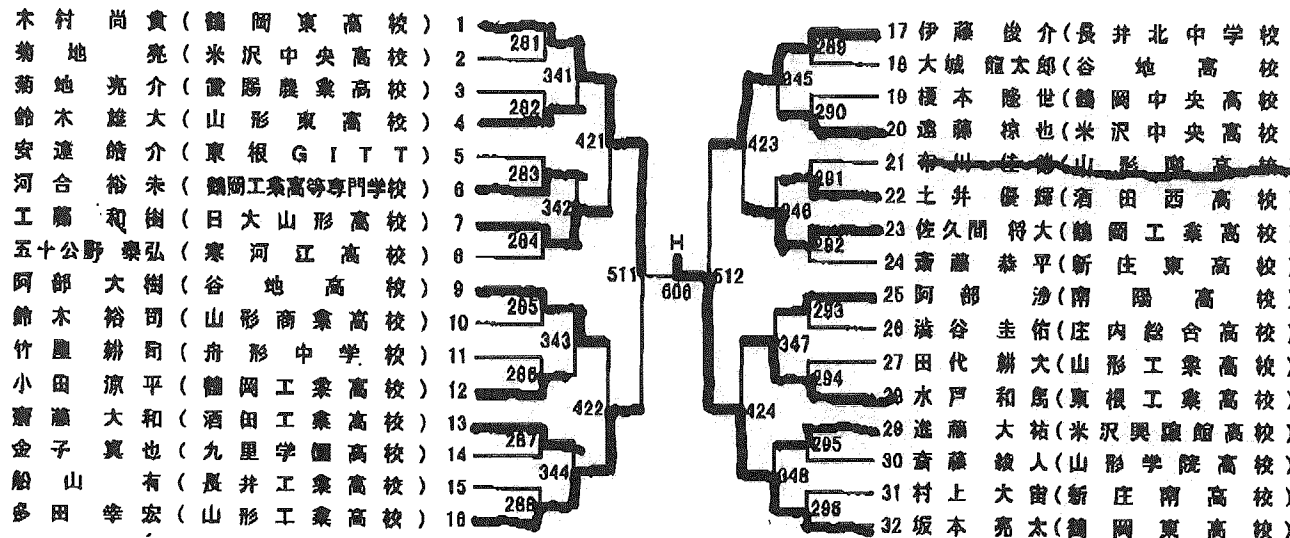 木村 尚貴 (鶴岡東高校) 1
菊地 亮 (米沢中央高校) 2
菊地 亮介 (置賜農業高校) 3
鈴木 雄大 (山形東高校) 4
安達 皓介 (東根GITT) 5
河合 裕未 (鶴岡工業高等専門学校) 6
工藤 和樹 (日大山形高校) 7
五十公野 泰弘 (寒河江高校) 8
阿部 大樹 (谷地高校) 9
鈴木 裕司 (山形商業高校) 10
耕司 (舟形中学校) 11
小田 涼平 (鶴岡工業高校) 12
齋藤 大和 (酒田工業高校) 13
金子 真也 (九里学園高校) 14
船山 有 (長井工業高校) 15
多田 幸宏 (山形工業高校) 16
281
282
283
284
285
286
287
288
341
342
343
344
421
422
511
H
606
512
423
424
345
346
347
348
289
290
291
292
293
294
295
296
17 伊藤 俊介(長井北中学校
18 大城 龍太郎(谷地高校
19 榎本 隆世(鶴岡中央高校
20 遠藤 椋也(米沢中央高校
21 布川
22 土井 優輝(酒田西高校)
23 佐久間 将大(鶴岡工業高校)
24 齋藤 恭平(新庄東高校)
25 阿部 渉(南陽高校)
26 渋谷 圭佑(庄内総合高校)
27 田代 耕大(山形工業高校)
28 水戸 和馬(東根工業高校)
29 進藤 大祐(米沢興譲館高校)
30 斎藤 綾人(山形学院高校)
31 村上 大宙(新庄南高校)
32 坂本 亮太(鶴岡東高校)